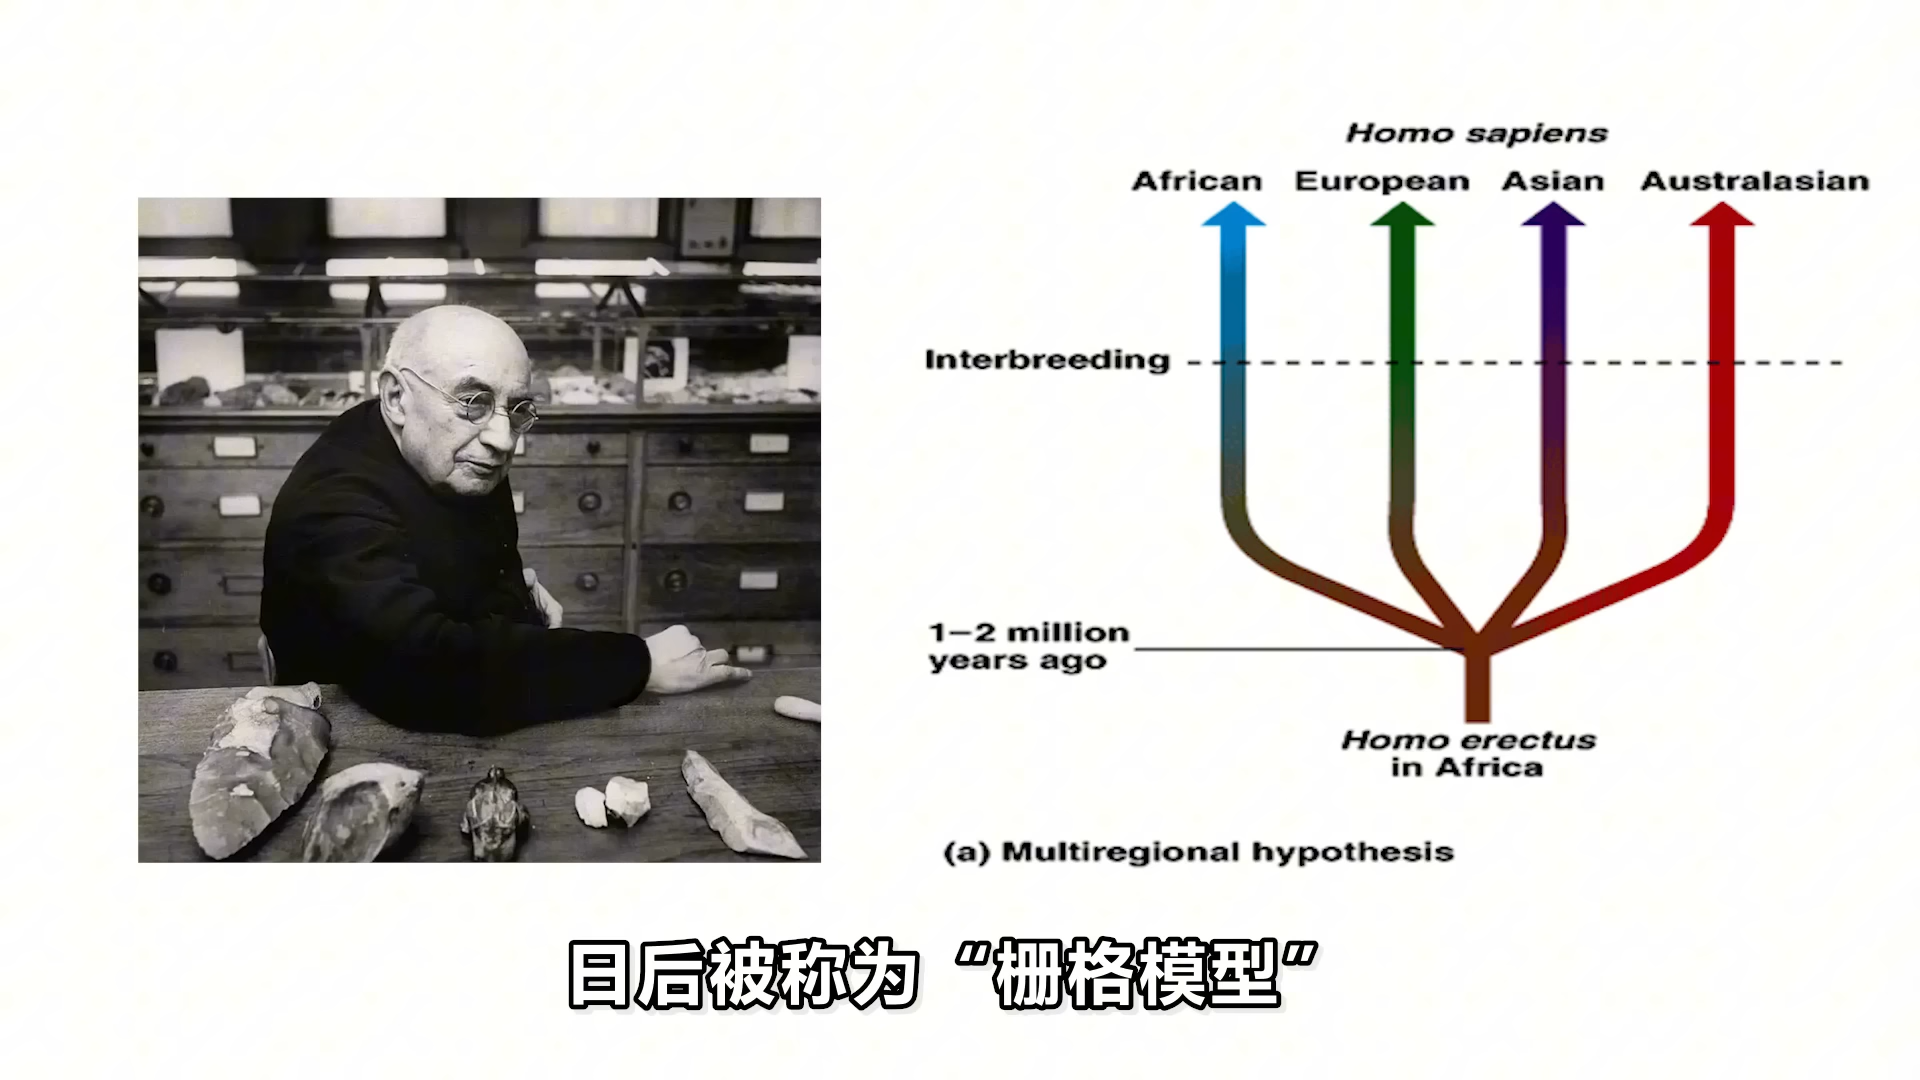 Homo sapiens
African European Asian Australasian
Interbreeding
1–2 million
years ago
Homo erectus
in Africa
(a) Multiregional hypothesis
日后被称为“栅格模型”